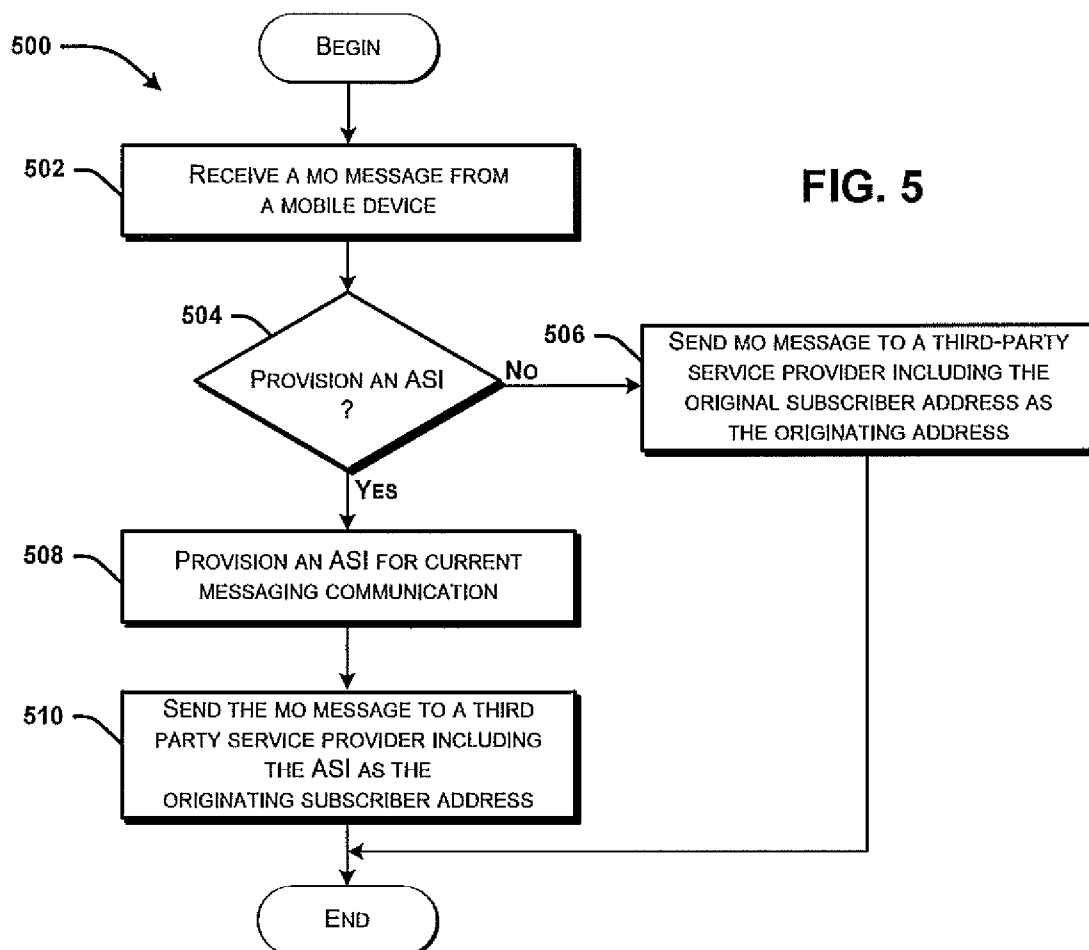 500
BEGIN
502
RECEIVE A MO MESSAGE FROM
A MOBILE DEVICE
FIG. 5
504
PROVISION AN ASI
?
NO
YES
506
SEND MO MESSAGE TO A THIRD-PARTY
SERVICE PROVIDER INCLUDING THE
ORIGINAL SUBSCRIBER ADDRESS AS
THE ORIGINATING ADDRESS
508
PROVISION AN ASI FOR CURRENT
MESSAGING COMMUNICATION
510
SEND THE MO MESSAGE TO A THIRD
PARTY SERVICE PROVIDER INCLUDING
THE ASI AS THE
ORIGINATING SUBSCRIBER ADDRESS
END